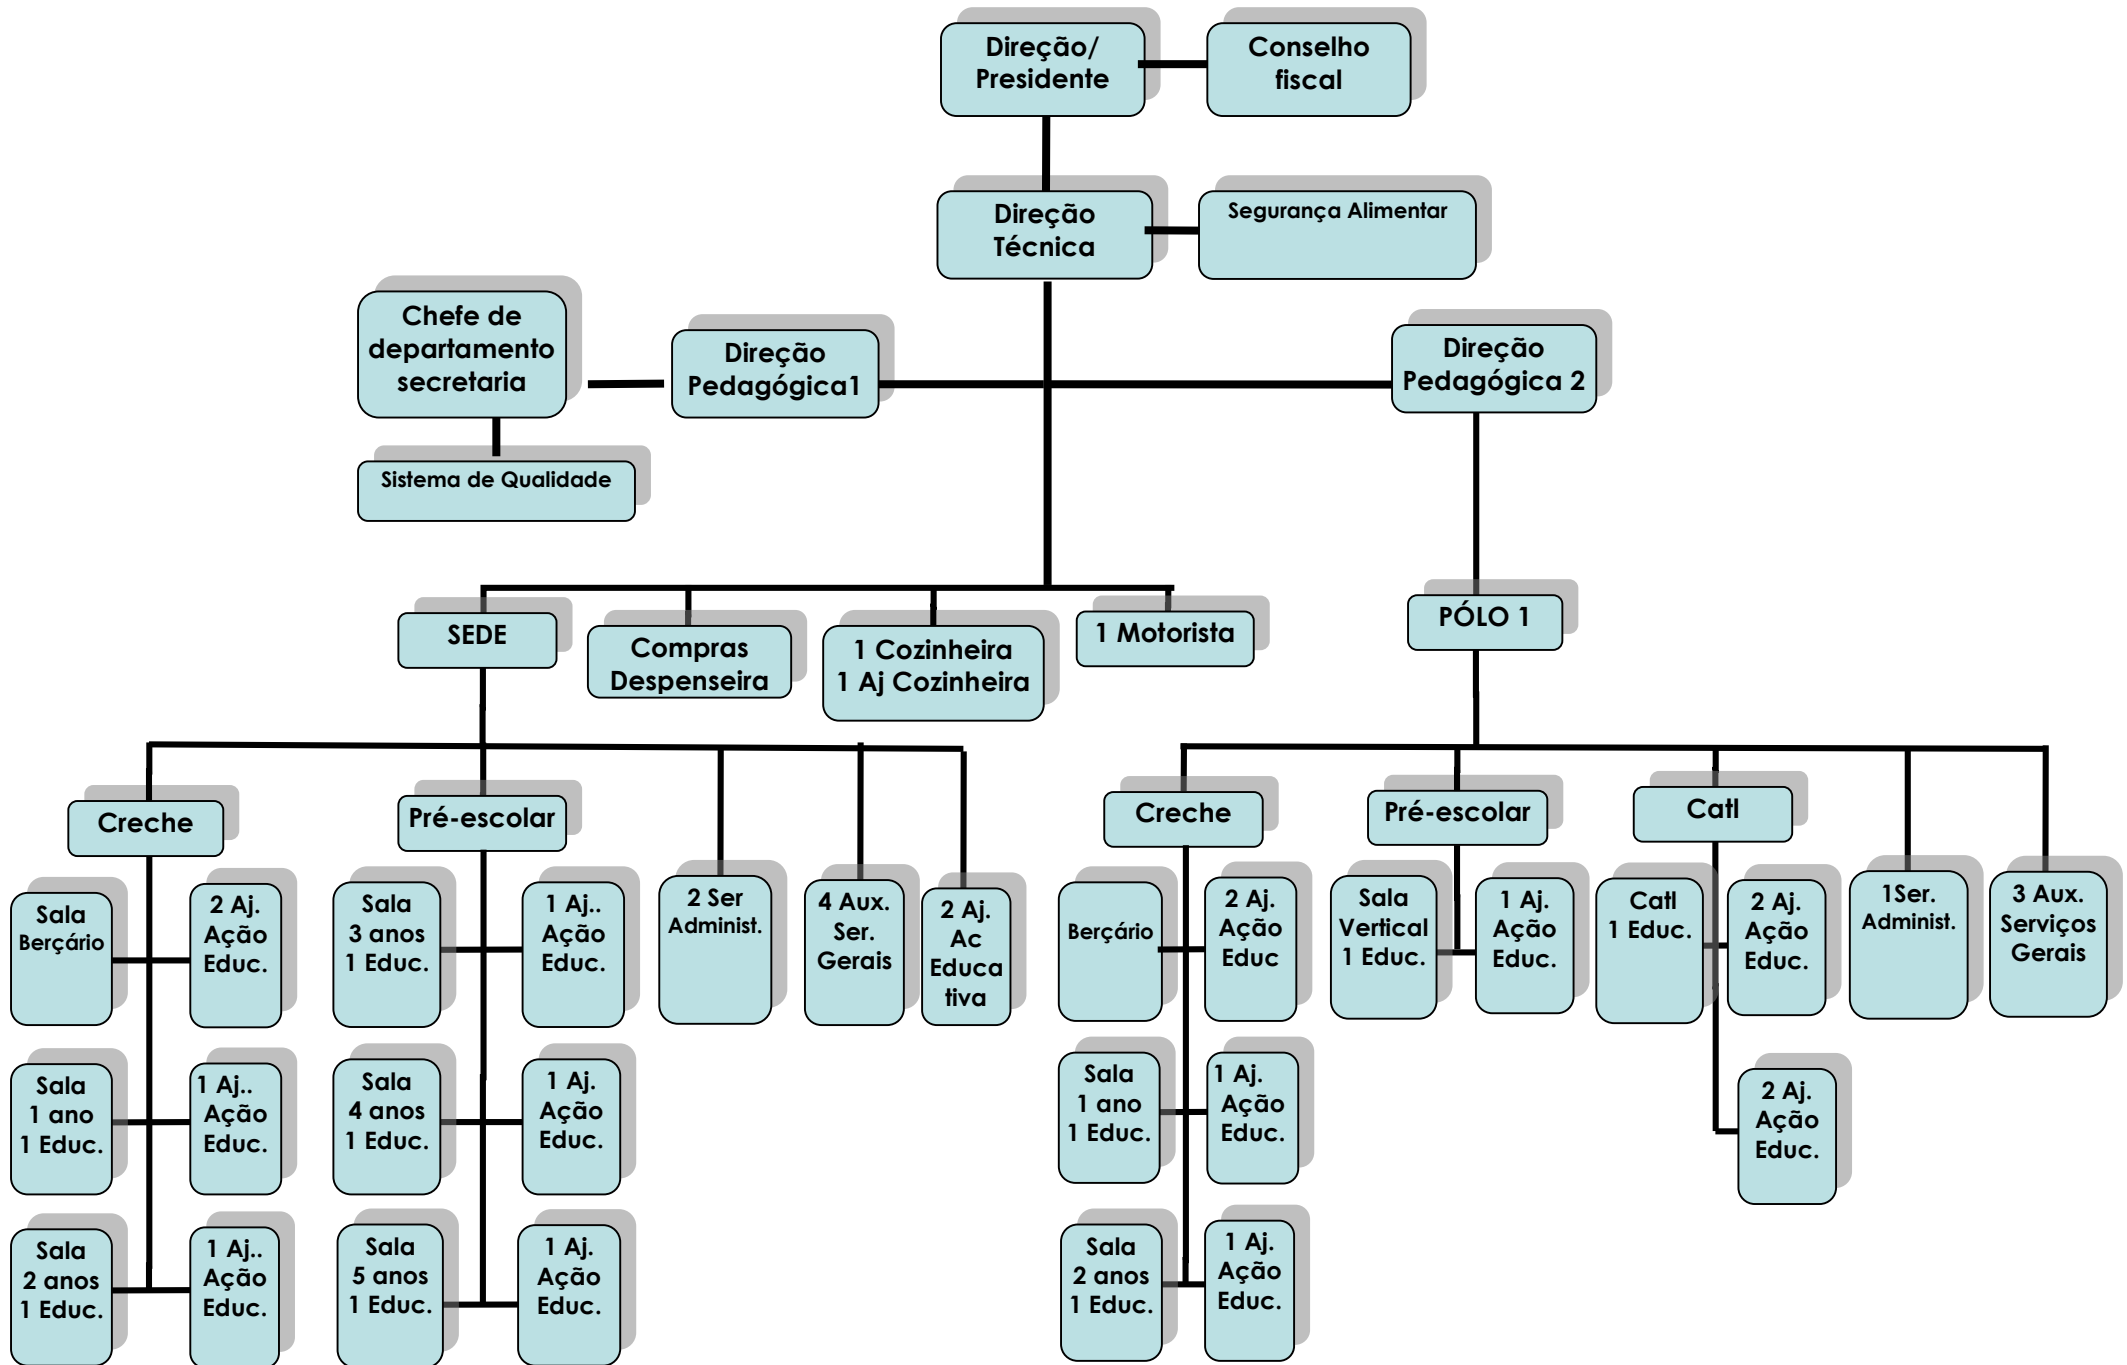 Direção/
Presidente
Conselho
fiscal
Direção
Técnica
Segurança Alimentar
Chefe de
departamento
secretaria
Direção
Pedagógica1
Direção
Pedagógica 2
Sistema de Qualidade
SEDE
Compras
Despenseira
1 Cozinheira
1 Aj Cozinheira
1 Motorista
PÓLO 1
Creche
Pré-escolar
Creche
Pré-escolar
Catl
Sala
Berçário
2 Aj.
Ação
Educ.
Sala
3 anos
1 Educ.
1 Aj..
Ação
Educ.
2 Ser
Administ.
4 Aux.
Ser.
Gerais
2 Aj.
Ac
Educa
tiva
Berçário
2 Aj.
Ação
Educ
Sala
Vertical
1 Educ.
1 Aj.
Ação
Educ.
Catl
1 Educ.
2 Aj.
Ação
Educ.
1Ser.
Administ.
3 Aux.
Serviços
Gerais
Sala
1 ano
1 Educ.
1 Aj..
Ação
Educ.
Sala
4 anos
1 Educ.
1 Aj.
Ação
Educ.
Sala
1 ano
1 Educ.
1 Aj.
Ação
Educ.
2 Aj.
Ação
Educ.
Sala
2 anos
1 Educ.
1 Aj..
Ação
Educ.
Sala
5 anos
1 Educ.
1 Aj.
Ação
Educ.
Sala
2 anos
1 Educ.
1 Aj.
Ação
Educ.